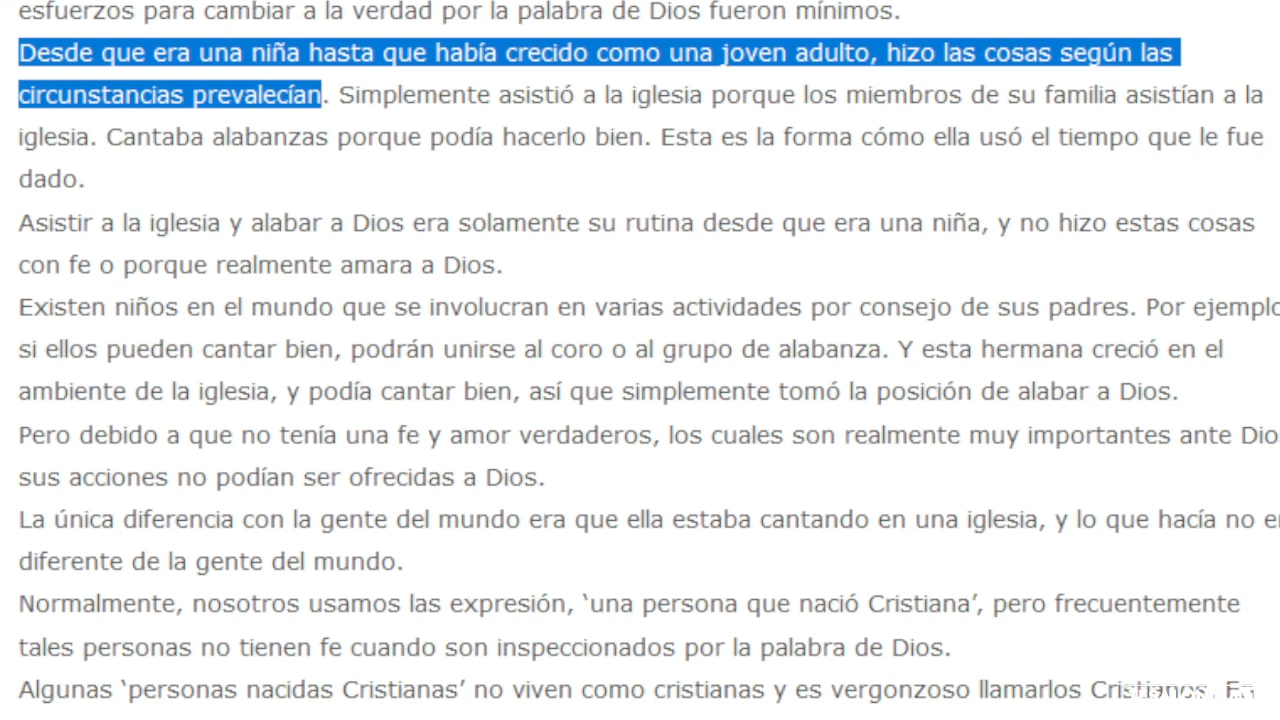 esfuerzos para cambiar a la verdad por la palabra de Dios fueron mínimos.
Desde que era una niña hasta que había crecido como una joven adulto, hizo las cosas según las
circunstancias prevalecían. Simplemente asistió a la iglesia porque los miembros de su familia asistían a la
iglesia. Cantaba alabanzas porque podía hacerlo bien. Esta es la forma cómo ella usó el tiempo que le fue
dado.
Asistir a la iglesia y alabar a Dios era solamente su rutina desde que era una niña, y no hizo estas cosas
con fe o porque realmente amara a Dios.
Existen niños en el mundo que se involucran en varias actividades por consejo de sus padres. Por ejemplo
si ellos pueden cantar bien, podrán unirse al coro o al grupo de alabanza. Y esta hermana creció en el
ambiente de la iglesia, y podía cantar bien, así que simplemente tomó la posición de alabar a Dios.
Pero debido a que no tenía una fe y amor verdaderos, los cuales son realmente muy importantes ante Dio
sus acciones no podían ser ofrecidas a Dios.
La única diferencia con la gente del mundo era que ella estaba cantando en una iglesia, y lo que hacía no e
diferente de la gente del mundo.
Normalmente, nosotros usamos las expresión, ‘una persona que nació Cristiana’, pero frecuentemente
tales personas no tienen fe cuando son inspeccionados por la palabra de Dios.
Algunas ‘personas nacidas Cristianas’ no viven como cristianas y es vergonzoso llamarlos Cristianos. En